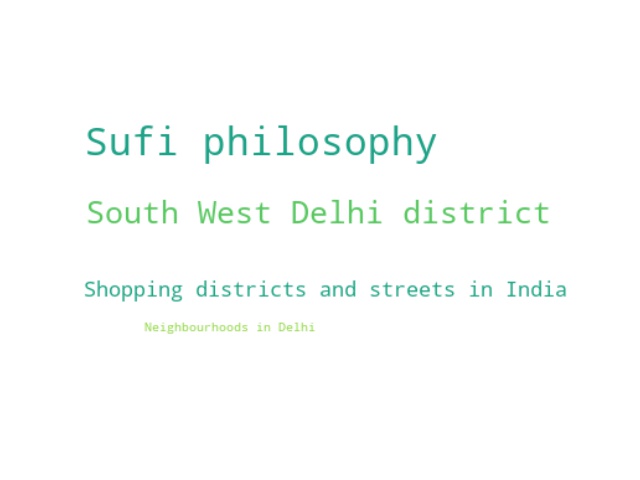 Sufi philosophy
South West Delhi district
Shopping districts and streets in India
Neighbourhoods in Delhi